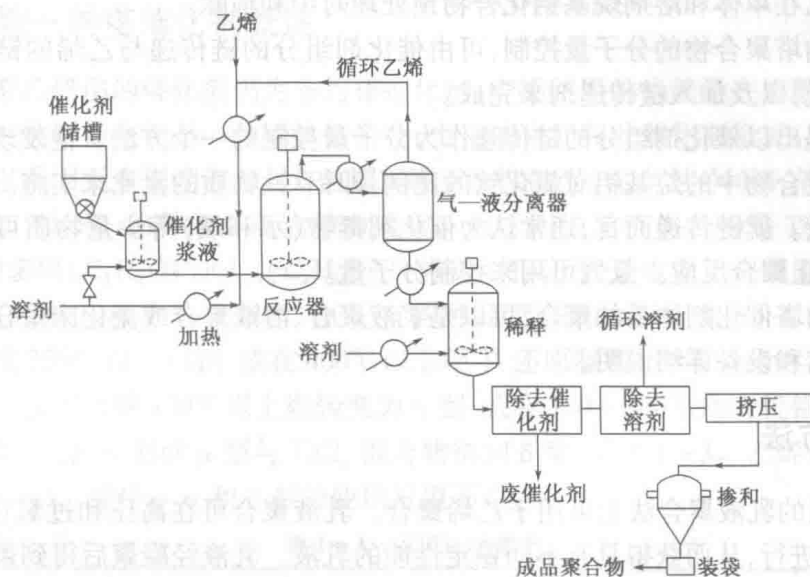 乙烯
循环乙烯
催化剂
储槽
气—液分离器
催化剂
浆液
反应器
溶剂
加热
稀释
溶剂
循环溶剂
除去催
化剂
除去
溶剂
挤压
废催化剂
掺和
成品聚合物
装袋